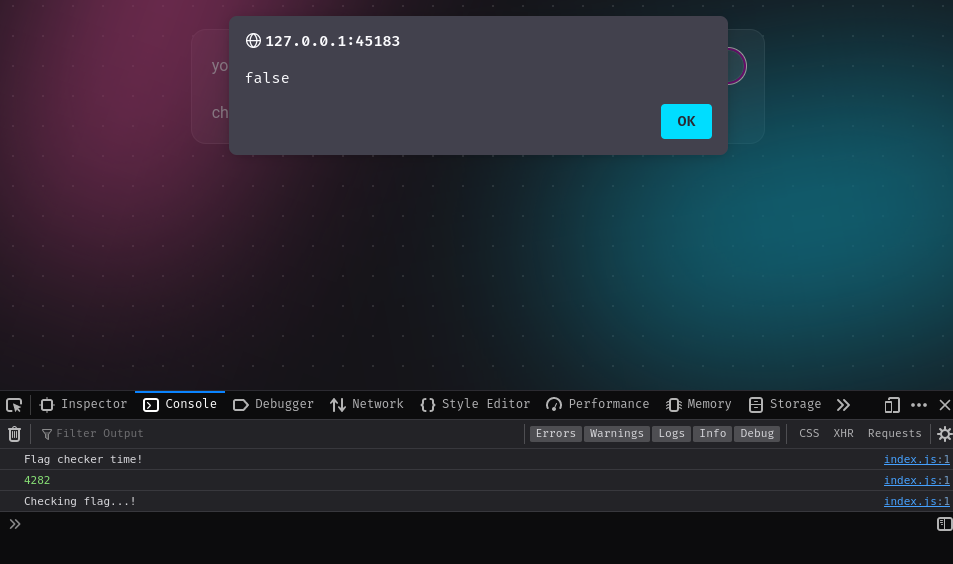 127.0.0.1:45183
false
OK
yo
ch
Inspector Console Debugger Network Style Editor Performance Memory Storage
Filter Output Errors Warnings Logs Info Debug CSS XHR Requests
Flag checker time! index.js:1
4282 index.js:1
Checking flag...! index.js:1